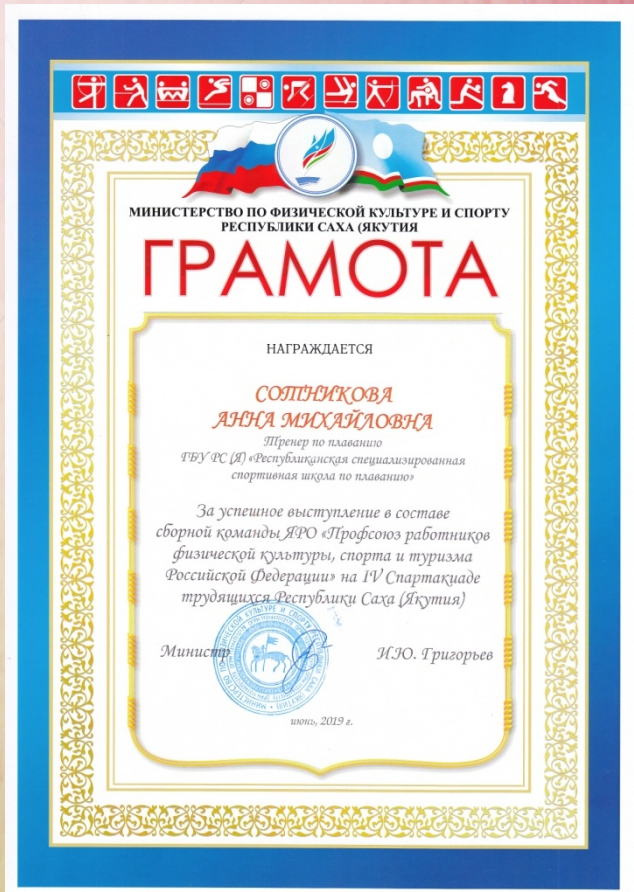 МИНИСТЕРСТВО ПО ФИЗИЧЕСКОЙ КУЛЬТУРЕ И СПОРТУ
РЕСПУБЛИКИ САХА (ЯКУТИЯ
ГРАМОТА
НАГРАЖДАЕТСЯ
СОТНИКОВА
АННА МИХАЙЛОВНА
Тренер по плаванию
ГБУ РС (Я) «Республиканская специализированная
спортивная школа по плаванию»
За успешное выступление в составе
сборной команды ЯРО «Профсоюз работников
физической культуры, спорта и туризма
Российской Федерации» на IV Спартакиаде
трудящихся Республики Саха (Якутия)
Министр И.Ю. Григорьев
июнь, 2019 г.